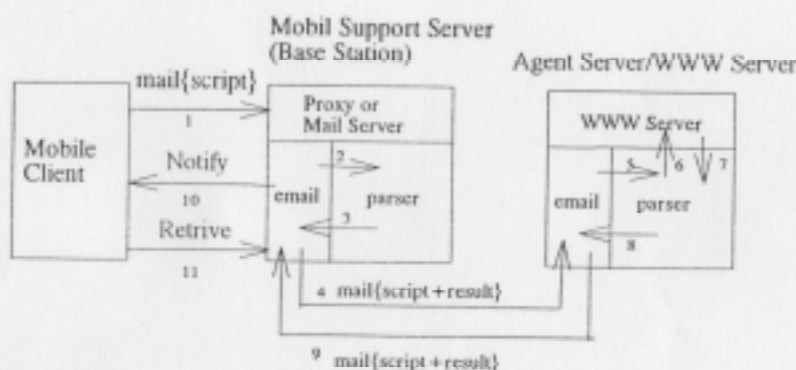 Mobil Support Server
(Base Station)
Agent Server/WWW Server
mail{script}
1
Proxy or
Mail Server
WWW Server
Mobile
Client
Notify
10
2
5
6
7
email
parser
3
email
parser
8
Retrive
11
4 mail{script+result}
9 mail{script+result}